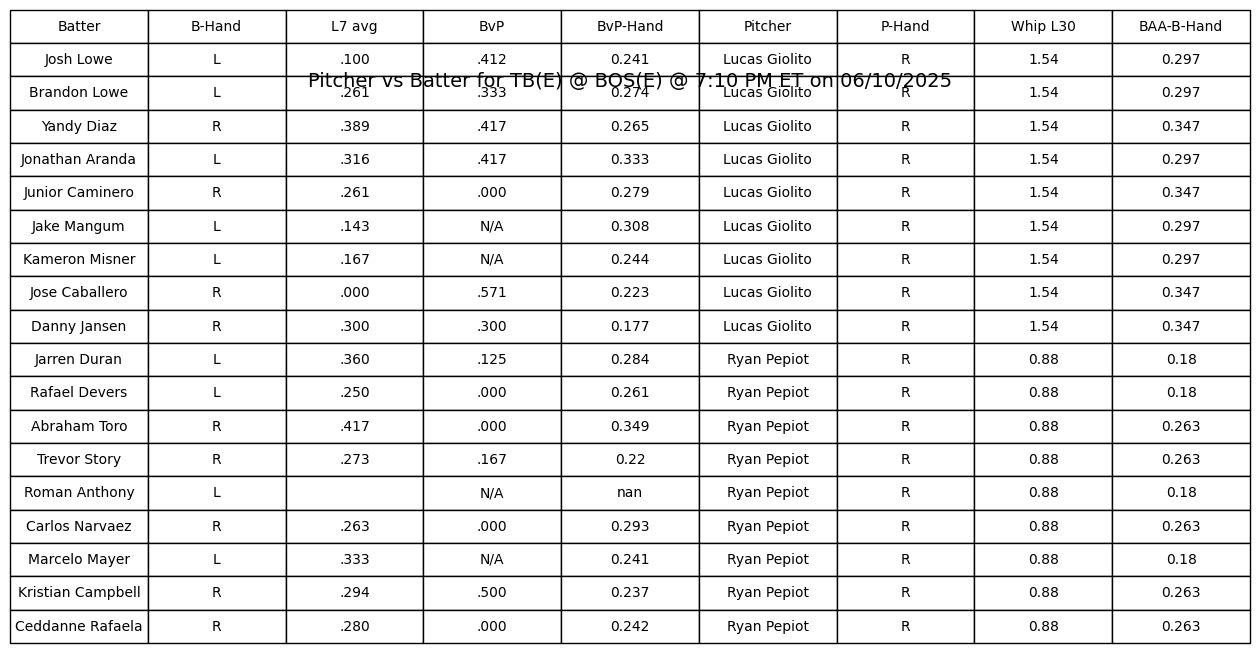 Batter B-Hand L7 avg BvP BvP-Hand Pitcher P-Hand Whip L30 BAA-B-Hand
Josh Lowe L .100 .412 0.241 Lucas Giolito R 1.54 0.297
Pitcher vs Batter for TB(E) @ BOS(E) @ 7:10 PM ET on 06/10/2025
Brandon Lowe L .261 .333 0.274 Lucas Giolito R 1.54 0.297
Yandy Diaz R .389 .417 0.265 Lucas Giolito R 1.54 0.347
Jonathan Aranda L .316 .417 0.333 Lucas Giolito R 1.54 0.297
Junior Caminero R .261 .000 0.279 Lucas Giolito R 1.54 0.347
Jake Mangum L .143 N/A 0.308 Lucas Giolito R 1.54 0.297
Kameron Misner L .167 N/A 0.244 Lucas Giolito R 1.54 0.297
Jose Caballero R .000 .571 0.223 Lucas Giolito R 1.54 0.347
Danny Jansen R .300 .300 0.177 Lucas Giolito R 1.54 0.347
Jarren Duran L .360 .125 0.284 Ryan Pepiot R 0.88 0.18
Rafael Devers L .250 .000 0.261 Ryan Pepiot R 0.88 0.18
Abraham Toro R .417 .000 0.349 Ryan Pepiot R 0.88 0.263
Trevor Story R .273 .167 0.22 Ryan Pepiot R 0.88 0.263
Roman Anthony L N/A nan Ryan Pepiot R 0.88 0.18
Carlos Narvaez R .263 .000 0.293 Ryan Pepiot R 0.88 0.263
Marcelo Mayer L .333 N/A 0.241 Ryan Pepiot R 0.88 0.18
Kristian Campbell R .294 .500 0.237 Ryan Pepiot R 0.88 0.263
Ceddanne Rafaela R .280 .000 0.242 Ryan Pepiot R 0.88 0.263